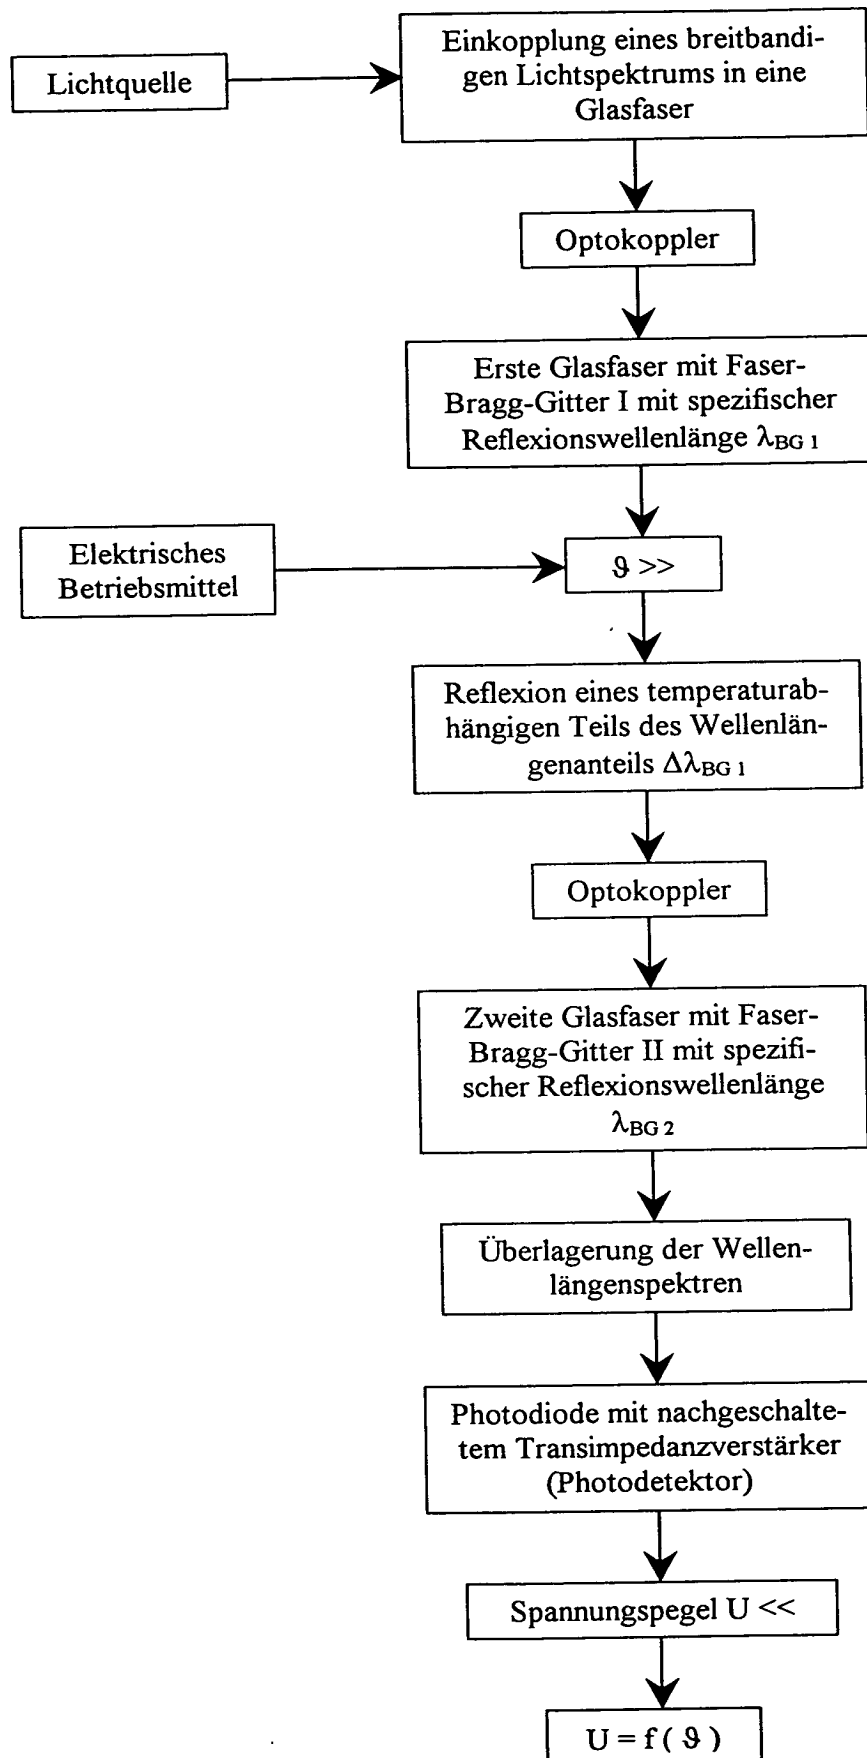 Lichtquelle
Einkopplung eines breitbandi-
gen Lichtspektrums in eine
Glasfaser
Optokoppler
Erste Glasfaser mit Faser-
Bragg-Gitter I mit spezifischer
Reflexionswellenlänge λBG 1
Elektrisches
Betriebsmittel
ϑ >>
Reflexion eines temperaturab-
hängigen Teils des Wellenlän-
genanteils ΔλBG 1
Optokoppler
Zweite Glasfaser mit Faser-
Bragg-Gitter II mit spezifi-
scher Reflexionswellenlänge
λBG 2
Überlagerung der Wellen-
längenspektren
Photodiode mit nachgeschalte-
tem Transimpedanzverstärker
(Photodetektor)
Spannungspegel U <<
U = f ( ϑ )